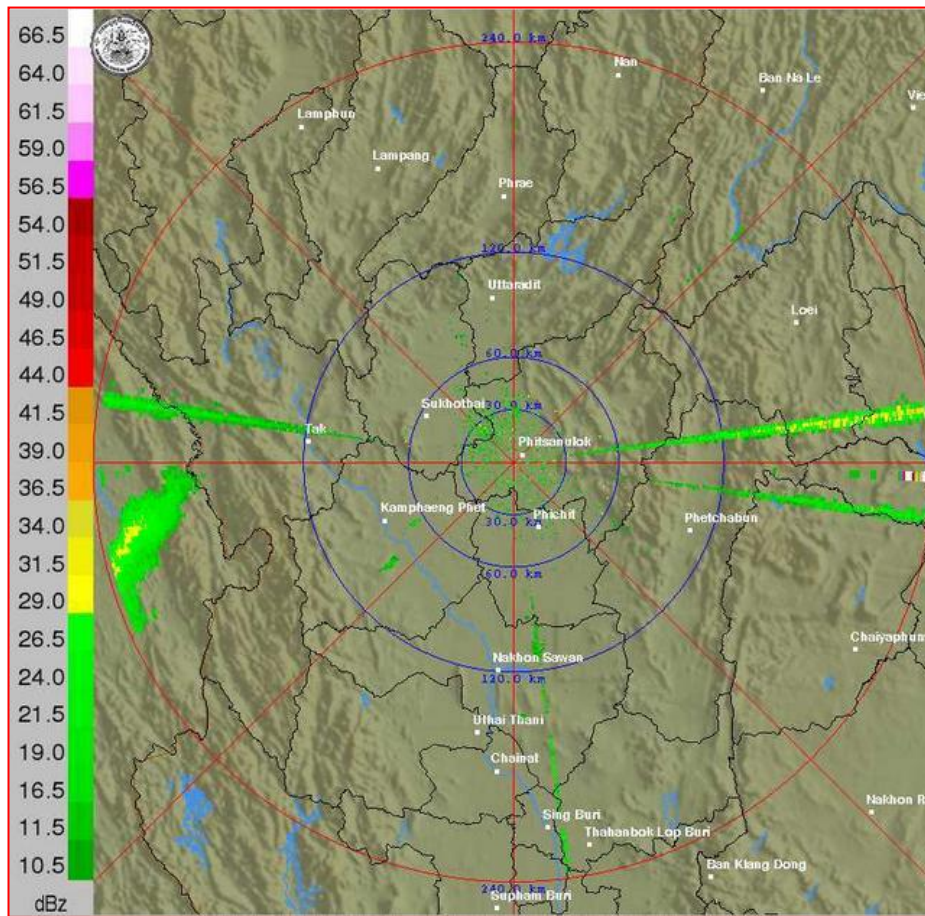 66.5
64.0
61.5
59.0
56.5
54.0
51.5
49.0
46.5
44.0
41.5
39.0
36.5
34.0
31.5
29.0
26.5
24.0
21.5
19.0
16.5
14.0
11.5
10.5
dBz
240.0 km
Nan
Ban Na Le
Vie
Lamphun
Lampang
Phrae
120.0 km
Uttaradit
Loei
60.0 km
30.0 km
Sukhothai
Tak
Phitsanulok
Kamphaeng Phet
30.0 km
Phichit
Phetchabun
60.0 km
Chaiyaphum
Nakhon Sawan
120.0 km
Uthai Thani
Chainat
Nakhon R
Sing Buri
Thahanbok Lop Buri
Ban Klang Dong
240.0 km
Supham Buri